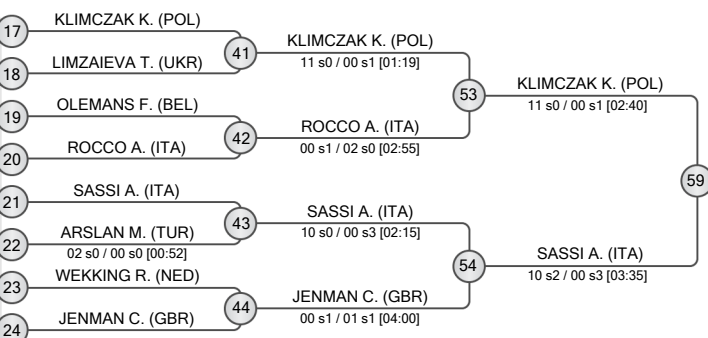 17
KLIMCZAK K. (POL)
18
LIMZAIEVA T. (UKR)
19
OLEMANS F. (BEL)
20
ROCCO A. (ITA)
21
SASSI A. (ITA)
22
ARSLAN M. (TUR)
02 s0 / 00 s0 [00:52]
23
WEKKING R. (NED)
24
JENMAN C. (GBR)
41
KLIMCZAK K. (POL)
11 s0 / 00 s1 [01:19]
42
ROCCO A. (ITA)
00 s1 / 02 s0 [02:55]
43
SASSI A. (ITA)
10 s0 / 00 s3 [02:15]
44
JENMAN C. (GBR)
00 s1 / 01 s1 [04:00]
53
KLIMCZAK K. (POL)
11 s0 / 00 s1 [02:40]
54
SASSI A. (ITA)
10 s2 / 00 s3 [03:35]
59